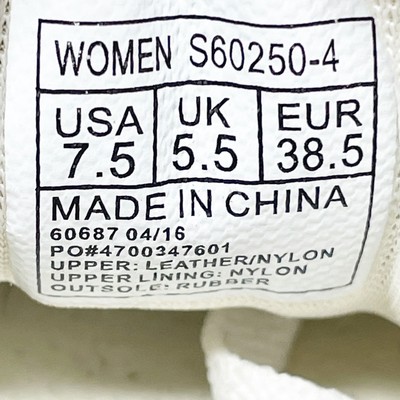 WOMEN S60250-4
USA UK EUR
7.5 5.5 38.5
MADE IN CHINA
60687 04/16
PO#4700347601
UPPER: LEATHER/NYLON
UPPER LINING: NYLON
OUTSOLE: RUBBER